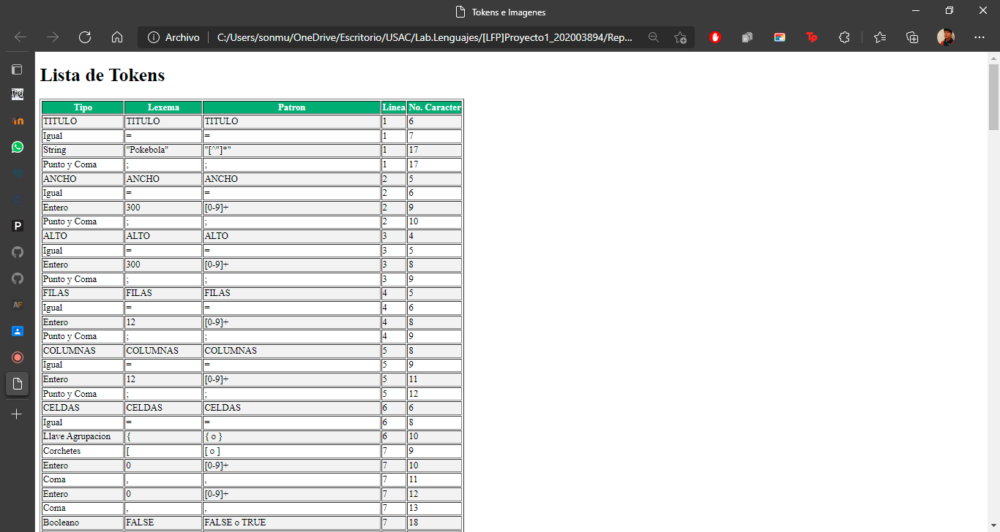 Tokens e Imagenes
Archivo C:/Users/sonmu/OneDrive/Escritorio/USAC/Lab.Lenguajes/[LFP]Proyecto1_202003894/Rep...
Lista de Tokens
Tipo Lexema Patron Linea No. Caracter
TITULO TITULO TITULO 1 6
Igual = = 1 7
String "Pokebola" "[^"]*" 1 17
Punto y Coma ; ; 1 17
ANCHO ANCHO ANCHO 2 5
Igual = = 2 6
Entero 300 [0-9]+ 2 9
Punto y Coma ; ; 2 10
ALTO ALTO ALTO 3 4
Igual = = 3 5
Entero 300 [0-9]+ 3 8
Punto y Coma ; ; 3 9
FILAS FILAS FILAS 4 5
Igual = = 4 6
Entero 12 [0-9]+ 4 8
Punto y Coma ; ; 4 9
COLUMNAS COLUMNAS COLUMNAS 5 8
Igual = = 5 9
Entero 12 [0-9]+ 5 11
Punto y Coma ; ; 5 12
CELDAS CELDAS CELDAS 6 6
Igual = = 6 8
Llave Agrupacion { { o } 6 10
Corchetes [ [ o ] 7 9
Entero 0 [0-9]+ 7 10
Coma , , 7 11
Entero 0 [0-9]+ 7 12
Coma , , 7 13
Booleano FALSE FALSE o TRUE 7 18